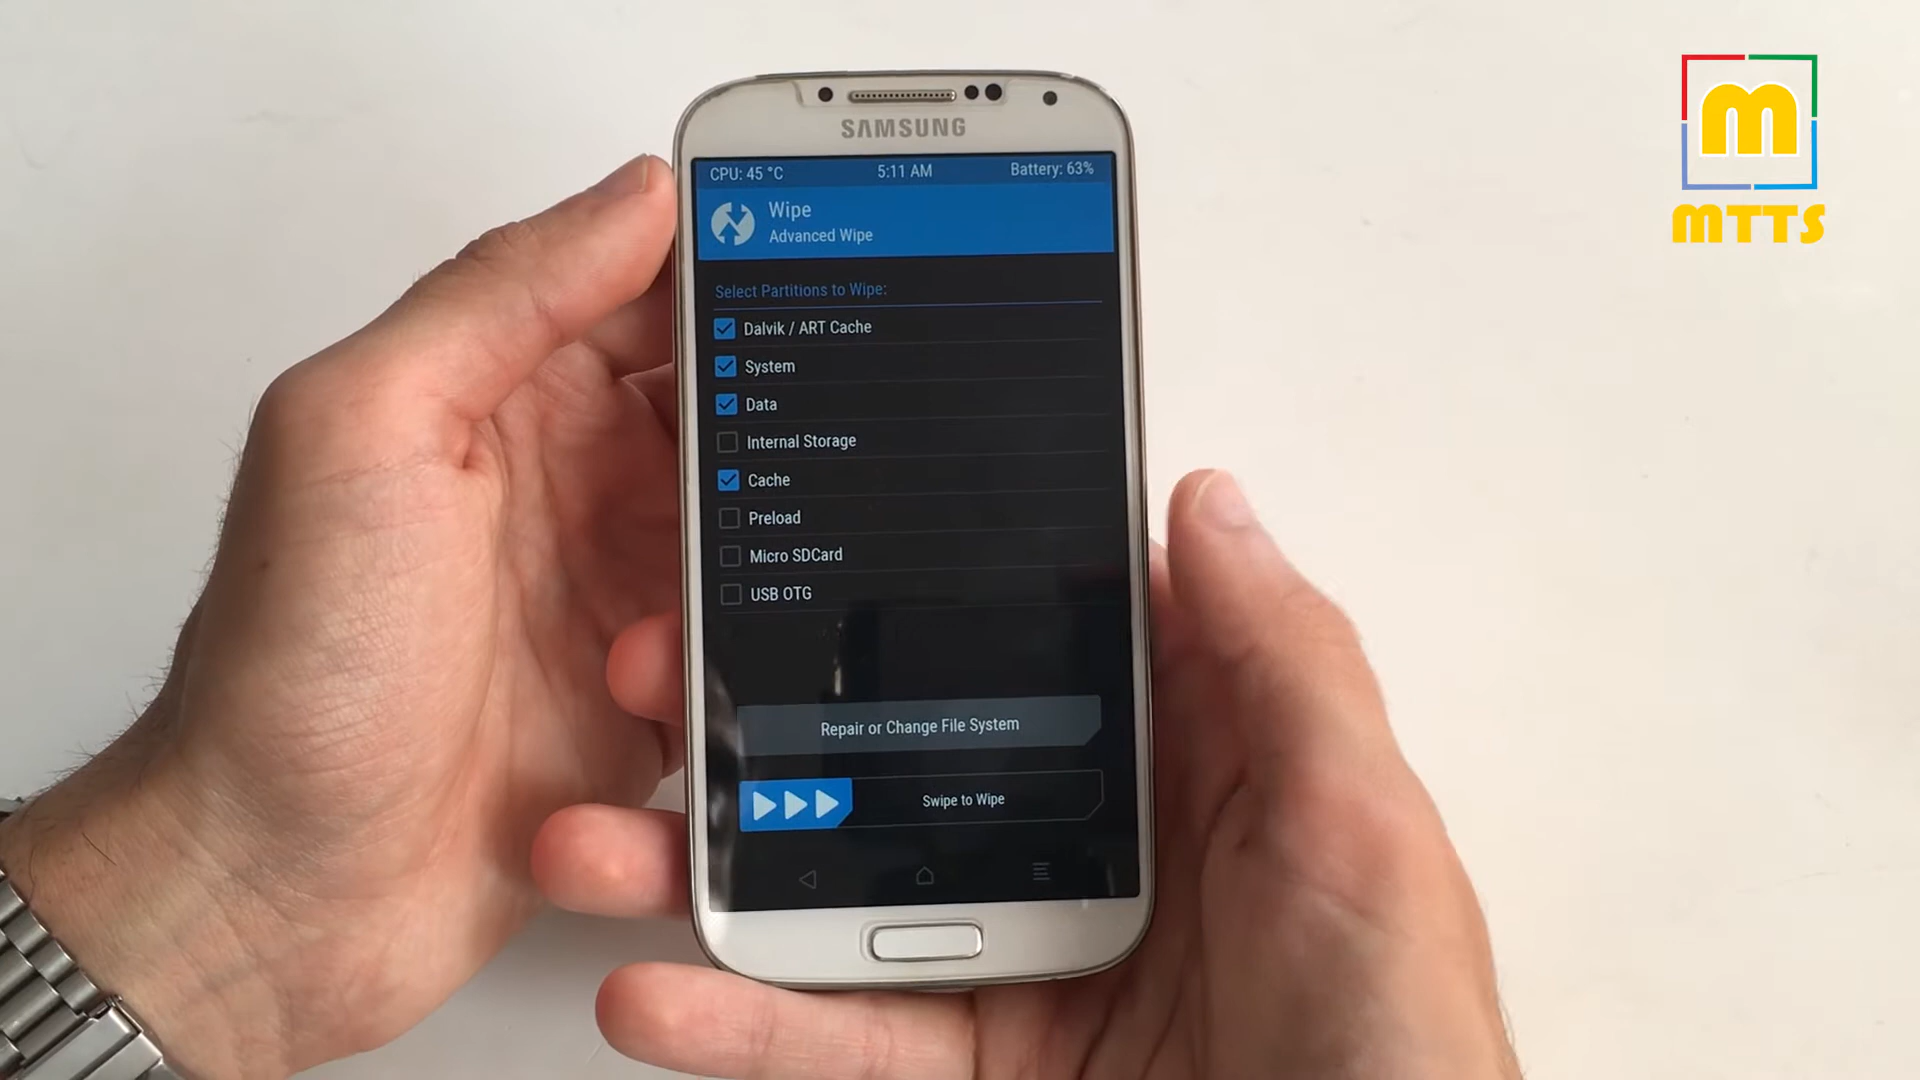 SAMSUNG
CPU: 45 °C 5:11 AM Battery: 63%
Wipe
Advanced Wipe
Select Partitions to Wipe:
Dalvik / ART Cache
System
Data
Internal Storage
Cache
Preload
Micro SDCard
USB OTG
Repair or Change File System
Swipe to Wipe
m
MTTS